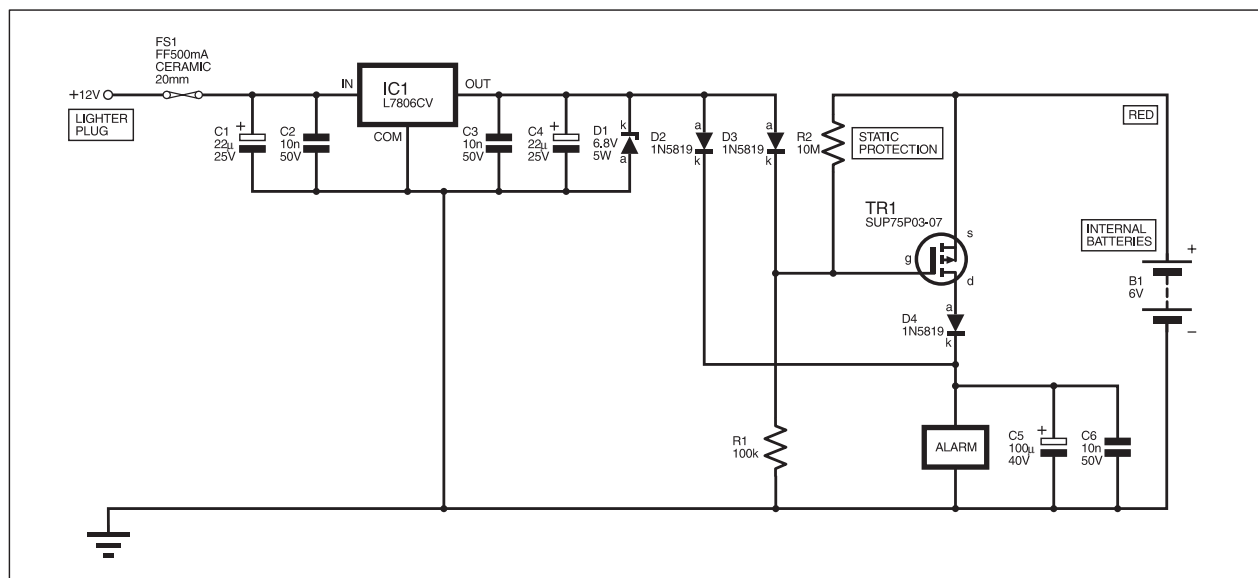 FS1
FF500mA
CERAMIC
20mm
+12V
LIGHTER
PLUG
IN
IC1
L7806CV
OUT
COM
C1
22µ
25V
+
C2
10n
50V
C3
10n
50V
C4
22µ
25V
+
D1
6.8V
5W
k
a
D2
1N5819
a
k
D3
1N5819
a
k
R2
10M
STATIC
PROTECTION
RED
TR1
SUP75P03-07
s
g
d
INTERNAL
BATTERIES
+
B1
6V
−
D4
1N5819
a
k
R1
100k
ALARM
+
C5
100µ
40V
C6
10n
50V